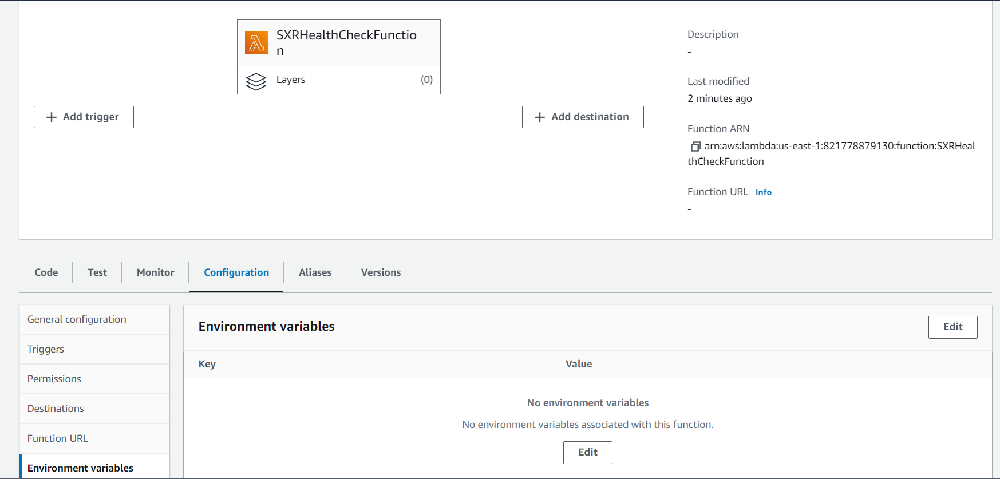 SXRHealthCheckFunctio
n
Layers
(0)
Add trigger
Add destination
Description
-
Last modified
2 minutes ago
Function ARN
arn:aws:lambda:us-east-1:821778879130:function:SXRHeal
thCheckFunction
Function URL Info
-
Code Test Monitor Configuration Aliases Versions
General configuration
Triggers
Permissions
Destinations
Function URL
Environment variables
Environment variables
Edit
Key Value
No environment variables
No environment variables associated with this function.
Edit